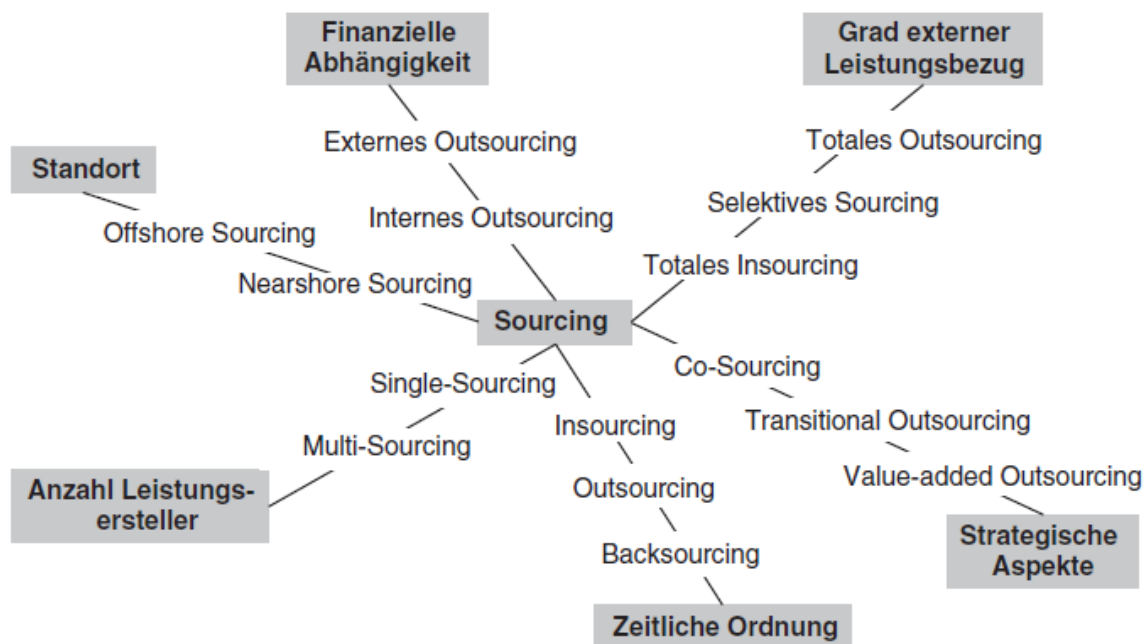 Finanzielle
Abhängigkeit
Grad externer
Leistungsbezug
Externes Outsourcing
Totales Outsourcing
Standort
Internes Outsourcing
Selektives Sourcing
Offshore Sourcing
Totales Insourcing
Nearshore Sourcing
Sourcing
Co-Sourcing
Single-Sourcing
Transitional Outsourcing
Insourcing
Multi-Sourcing
Value-added Outsourcing
Anzahl Leistungs-
ersteller
Outsourcing
Strategische
Aspekte
Backsourcing
Zeitliche Ordnung